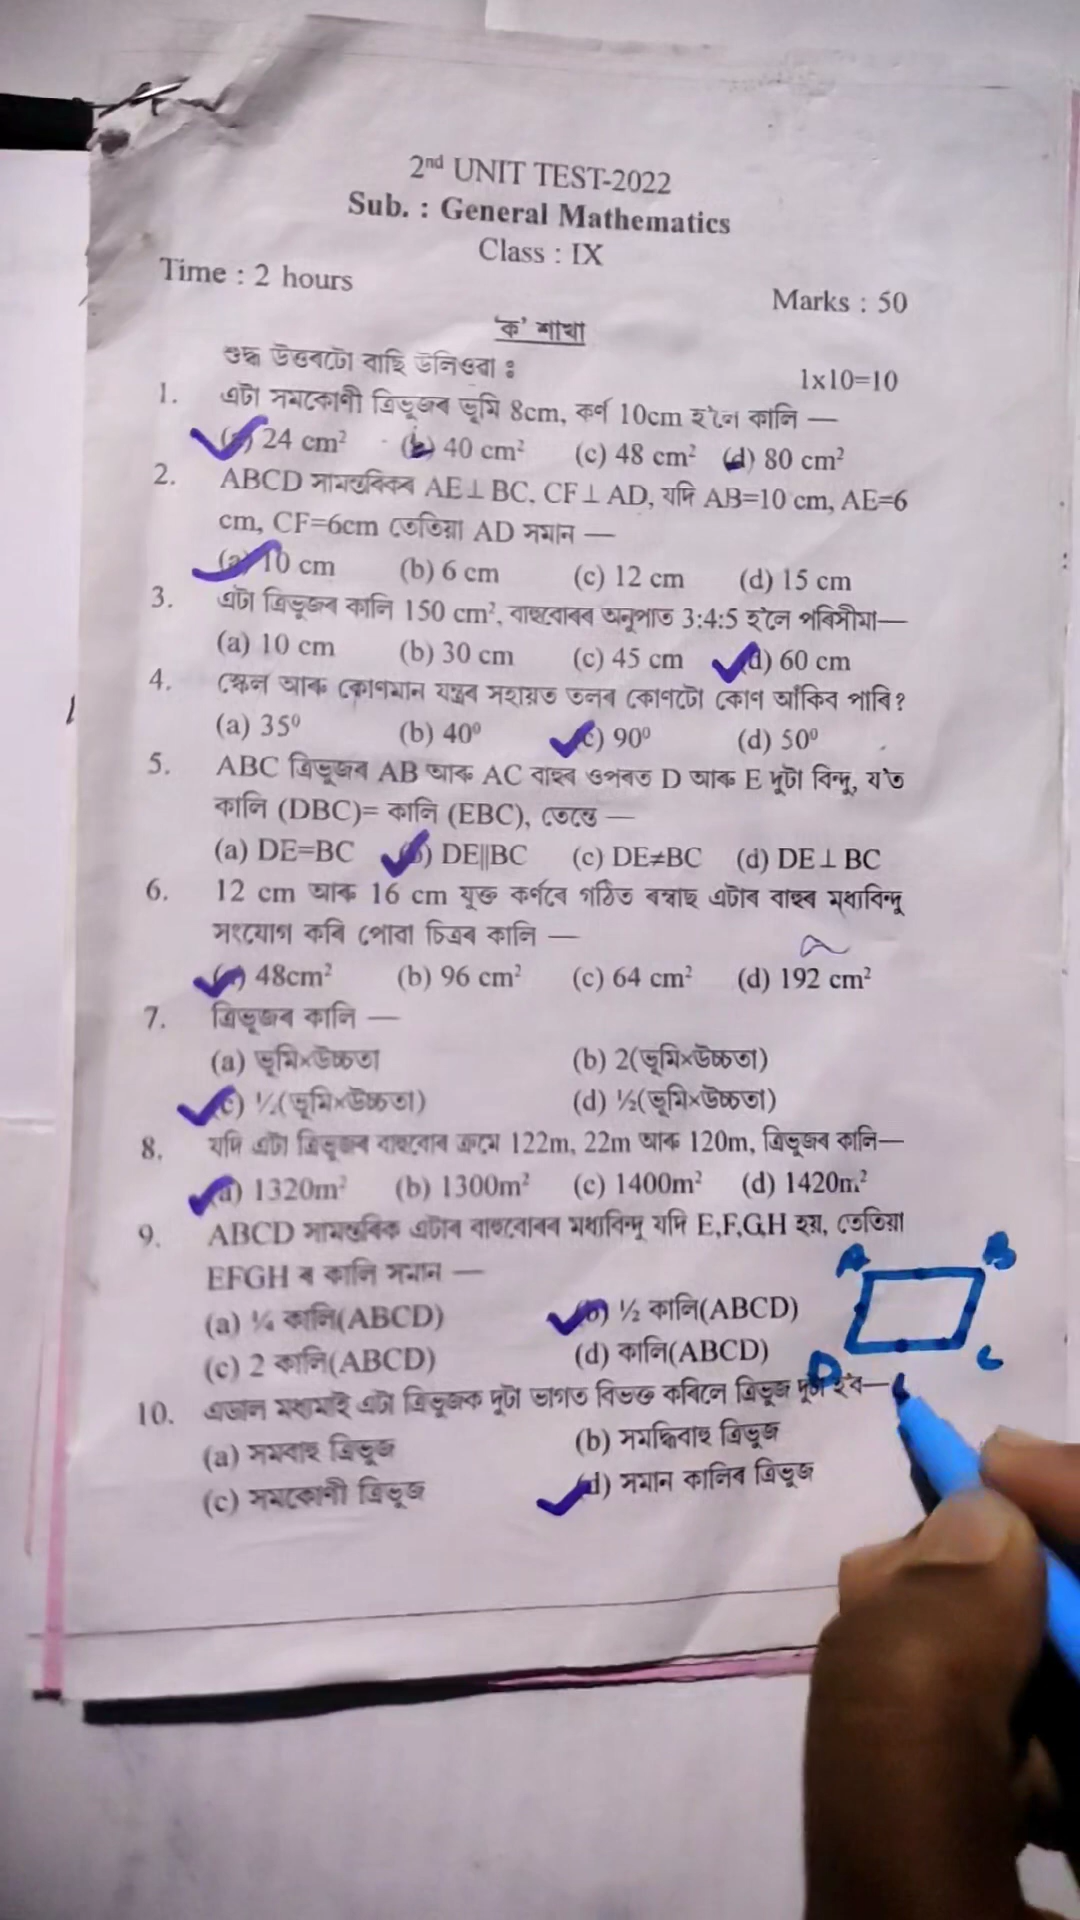 2nd UNIT TEST-2022
Sub. : General Mathematics
Class : IX
Time : 2 hours
Marks : 50
'ক' শাখা
শুদ্ধ উত্তৰটো বাছি উলিওৱা ঃ
1x10=10
1. এটা সমকোণী ত্ৰিভূজৰ ভূমি 8cm, কৰ্ণ 10cm হ'লে কালি —
(a) 24 cm² (b) 40 cm² (c) 48 cm² (d) 80 cm²
2. ABCD সামন্তৰিকৰ AE⊥BC, CF⊥AD, যদি AB=10 cm, AE=6
cm, CF=6cm তেতিয়া AD সমান —
(a) 10 cm (b) 6 cm (c) 12 cm (d) 15 cm
3. এটা ত্ৰিভূজৰ কালি 150 cm², বাহুবোৰৰ অনুপাত 3:4:5 হ'লে পৰিসীমা—
(a) 10 cm (b) 30 cm (c) 45 cm (d) 60 cm
4. স্কেল আৰু কোণমান যন্ত্ৰৰ সহায়ত তলৰ কোণটো কোণ আঁকিব পাৰি?
(a) 35⁰ (b) 40⁰ (c) 90⁰ (d) 50⁰
5. ABC ত্ৰিভূজৰ AB আৰু AC বাহুৰ ওপৰত D আৰু E দুটা বিন্দু, য'ত
কালি (DBC)= কালি (EBC), তেন্তে —
(a) DE=BC (b) DE||BC (c) DE≠BC (d) DE⊥BC
6. 12 cm আৰু 16 cm যুক্ত কৰ্ণৰে গঠিত ৰম্বাছ এটাৰ বাহুৰ মধ্যবিন্দু
সংযোগ কৰি পোৱা চিত্ৰৰ কালি —
(a) 48cm² (b) 96 cm² (c) 64 cm² (d) 192 cm²
7. ত্ৰিভূজৰ কালি —
(a) ভূমি×উচ্চতা (b) 2(ভূমি×উচ্চতা)
(c) ½(ভূমি×উচ্চতা) (d) ⅓(ভূমি×উচ্চতা)
8. যদি এটা ত্ৰিভূজৰ বাহুবোৰ ক্ৰমে 122m, 22m আৰু 120m, ত্ৰিভূজৰ কালি—
(a) 1320m² (b) 1300m² (c) 1400m² (d) 1420m²
9. ABCD সামন্তৰিক এটাৰ বাহুবোৰৰ মধ্যবিন্দু যদি E,F,G,H হয়, তেতিয়া
EFGH ৰ কালি সমান —
(a) ¼ কালি(ABCD) (b) ½ কালি(ABCD)
(c) 2 কালি(ABCD) (d) কালি(ABCD)
A B
D C
10. এডাল মধ্যমাই এটা ত্ৰিভূজক দুটা ভাগত বিভক্ত কৰিলে ত্ৰিভূজ দুটা হ'ব—
(a) সমবাহু ত্ৰিভূজ (b) সমদ্বিবাহু ত্ৰিভূজ
(c) সমকোণী ত্ৰিভূজ (d) সমান কালিৰ ত্ৰিভূজ